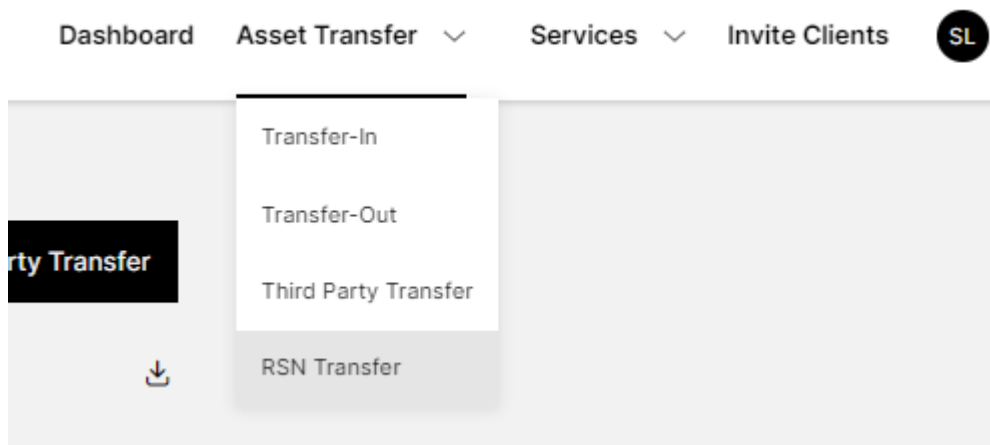 Dashboard Asset Transfer Services Invite Clients SL
Transfer-In
Transfer-Out
rty Transfer
Third Party Transfer
RSN Transfer